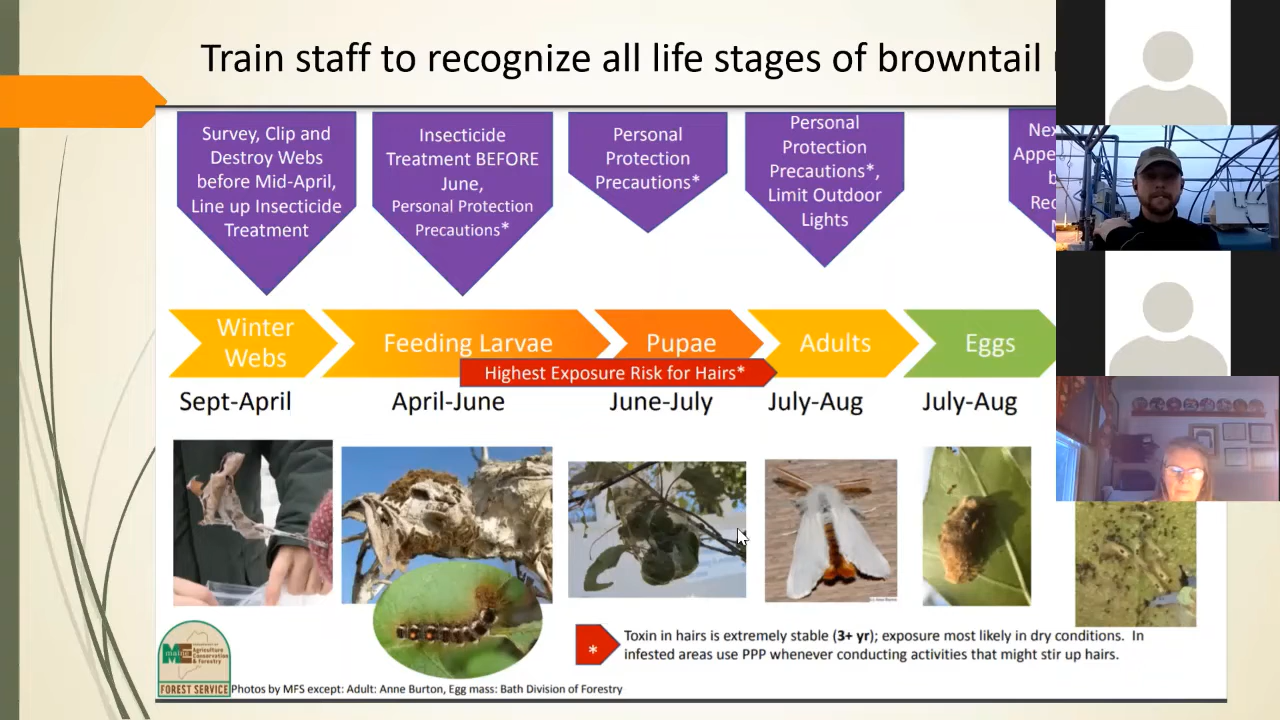 Train staff to recognize all life stages of browntail
Survey, Clip and
Destroy Webs
before Mid-April,
Line up Insecticide
Treatment
Insecticide
Treatment BEFORE
June,
Personal Protection
Precautions*
Personal
Protection
Precautions*
Personal
Protection
Precautions*,
Limit Outdoor
Lights
Winter
Webs
Feeding Larvae
Pupae
Adults
Eggs
Highest Exposure Risk for Hairs*
Sept-April
April-June
June-July
July-Aug
July-Aug
* Toxin in hairs is extremely stable (3+ yr); exposure most likely in dry conditions. In
infested areas use PPP whenever conducting activities that might stir up hairs.
Agriculture
Conservation
& Forestry
FOREST SERVICE
Photos by MFS except: Adult: Anne Burton, Egg mass: Bath Division of Forestry